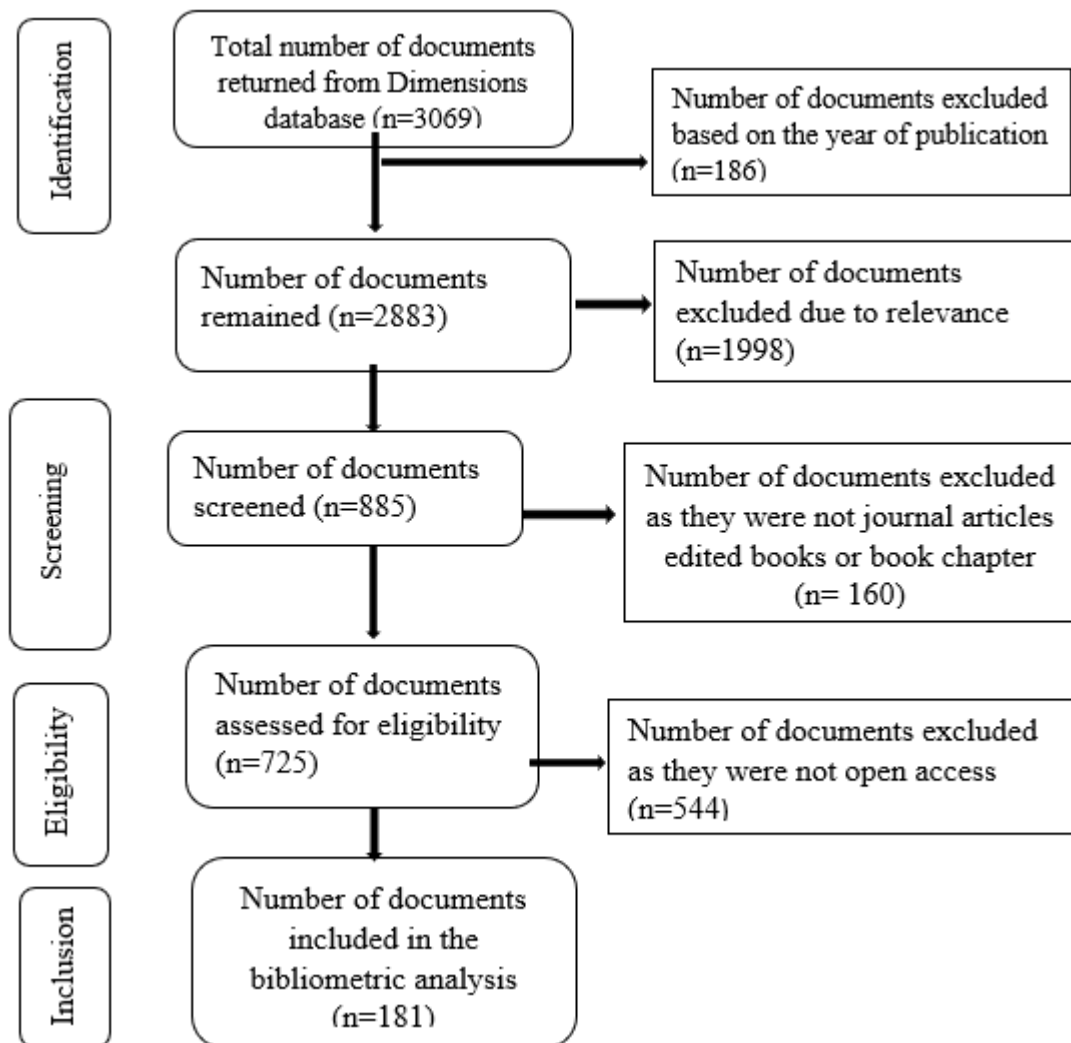 Identification
Total number of documents
returned from Dimensions
database (n=3069)
Number of documents excluded
based on the year of publication
(n=186)
Number of documents
remained (n=2883)
Number of documents
excluded due to relevance
(n=1998)
Screening
Number of documents
screened (n=885)
Number of documents excluded
as they were not journal articles
edited books or book chapter
(n= 160)
Eligibility
Number of documents
assessed for eligibility
(n=725)
Number of documents excluded
as they were not open access
(n=544)
Inclusion
Number of documents
included in the
bibliometric analysis
(n=181)